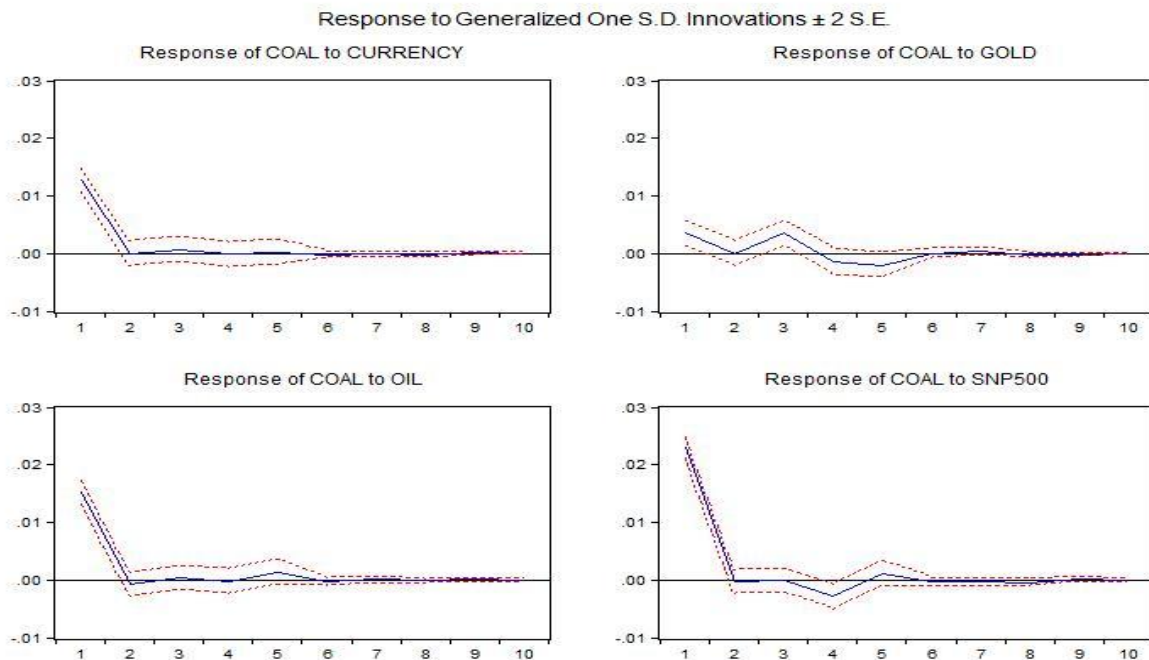 Response to Generalized One S.D. Innovations ± 2 S.E.
Response of COAL to CURRENCY
.03
.02
.01
.00
-.01
1 2 3 4 5 6 7 8 9 10
Response of COAL to GOLD
.03
.02
.01
.00
-.01
1 2 3 4 5 6 7 8 9 10
Response of COAL to OIL
.03
.02
.01
.00
-.01
1 2 3 4 5 6 7 8 9 10
Response of COAL to SNP500
.03
.02
.01
.00
-.01
1 2 3 4 5 6 7 8 9 10